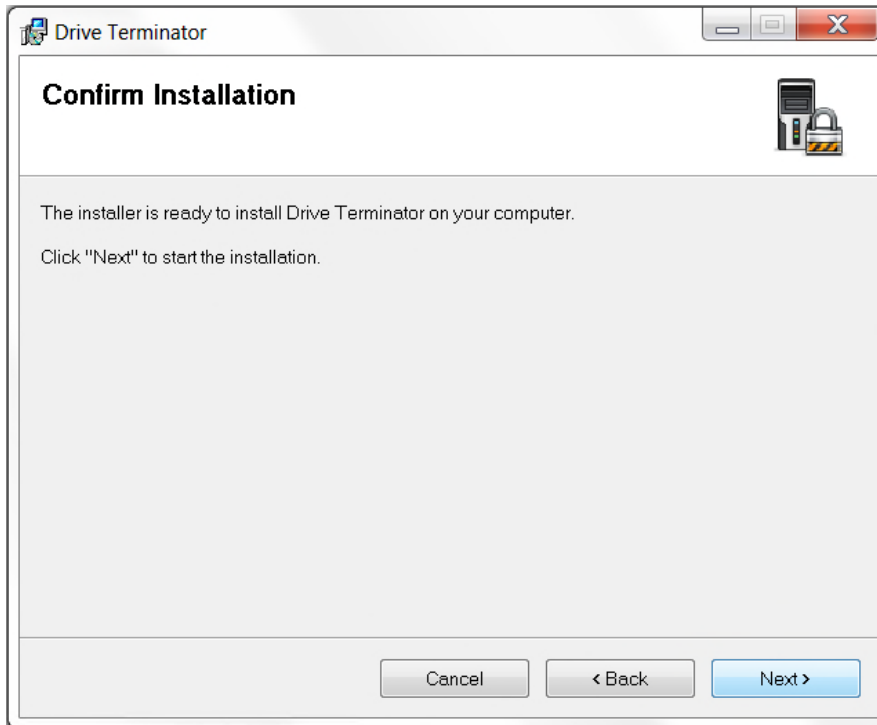 Drive Terminator
Confirm Installation
The installer is ready to install Drive Terminator on your computer.
Click "Next" to start the installation.
Cancel
< Back
Next >